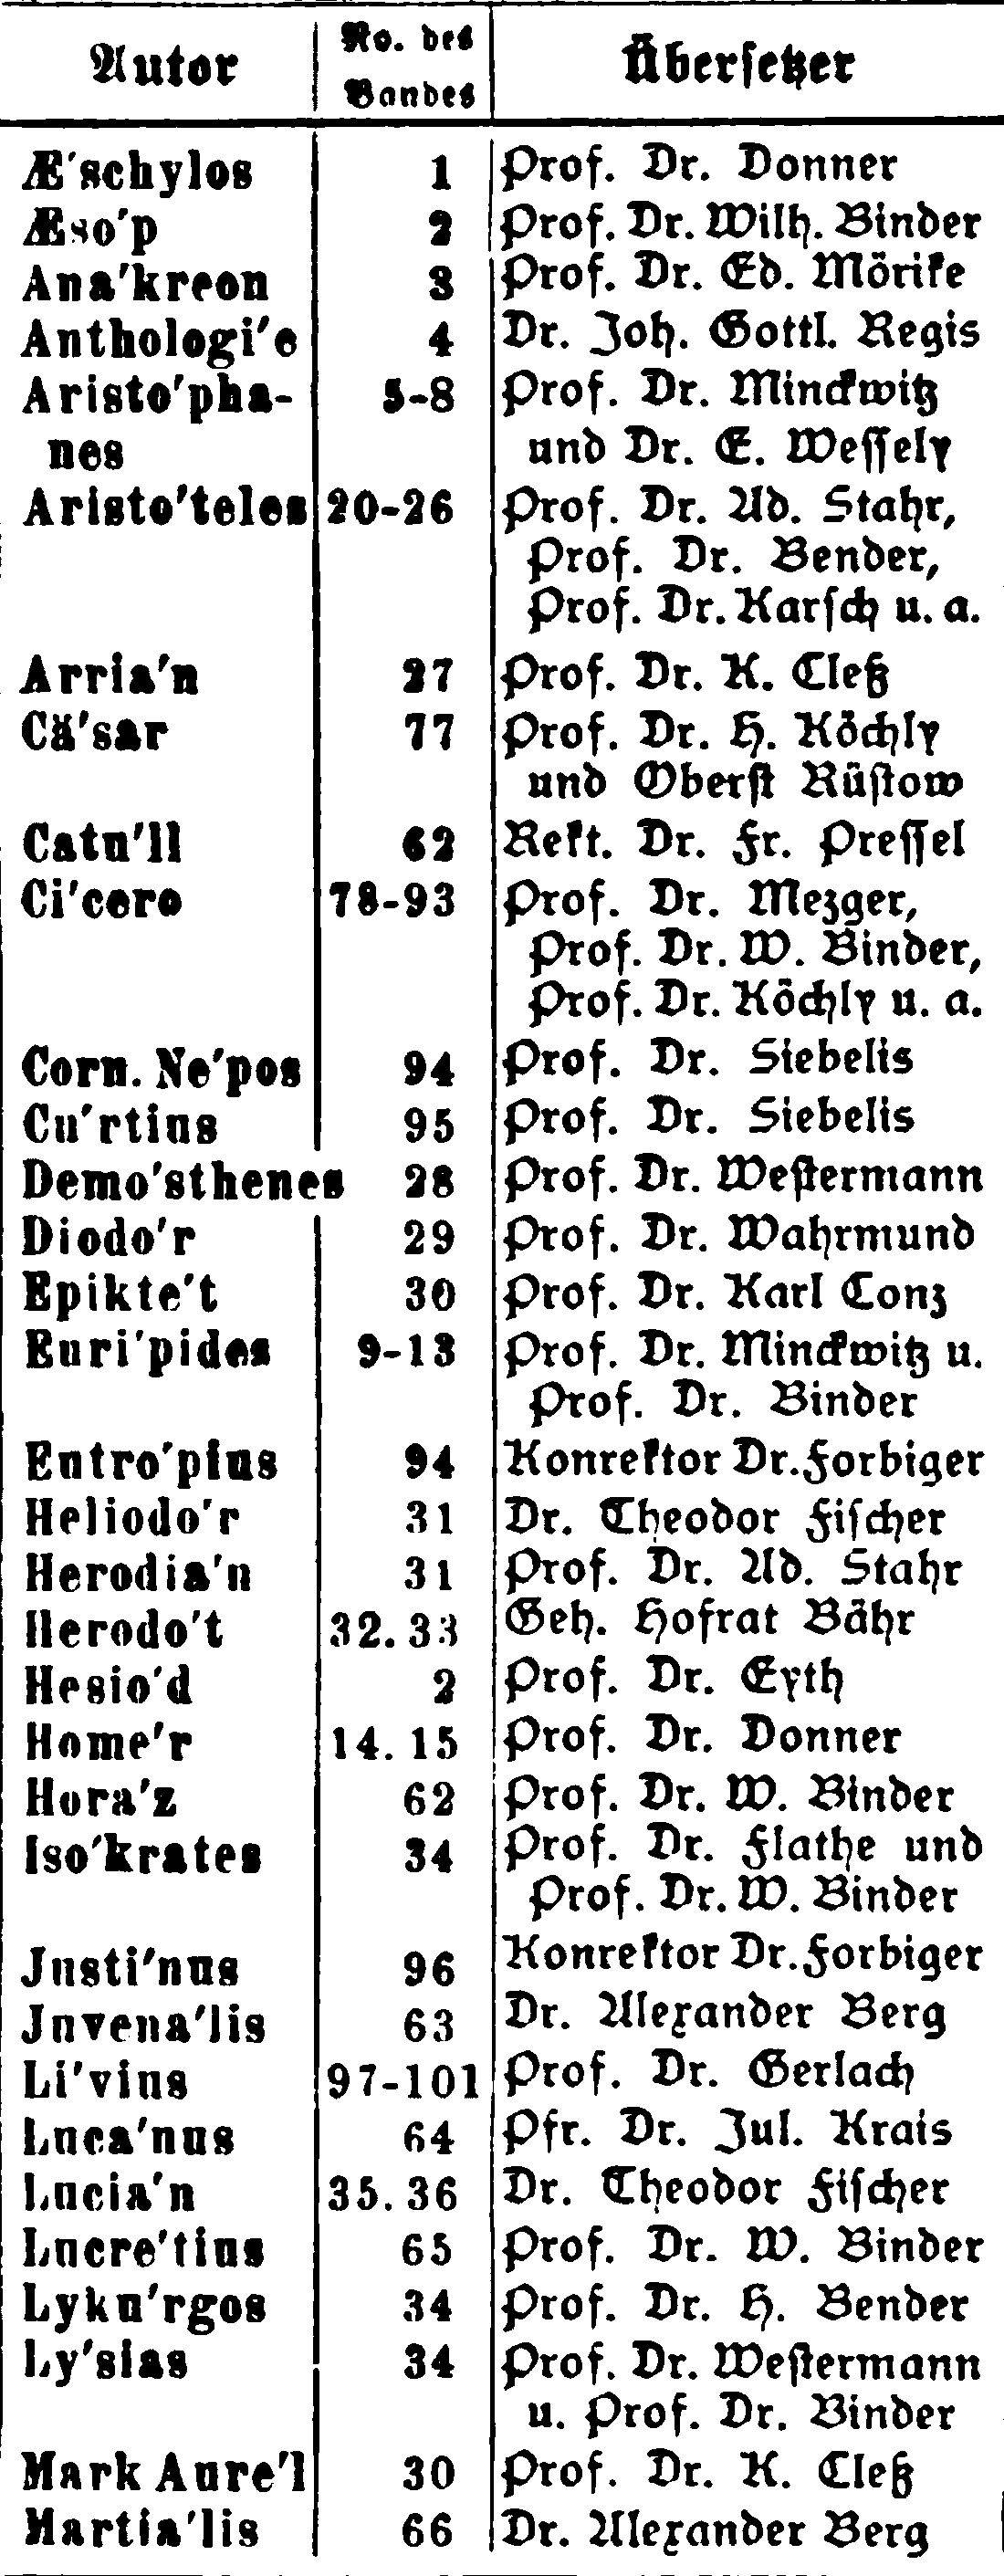 Autor No. des Bandes Übersetzer
Æ'schylos 1 Prof. Dr. Donner
Æso'p 2 Prof. Dr. Wilh. Binder
Ana'kreon 3 Prof. Dr. Ed. Mörike
Anthologi'e 4 Dr. Joh. Gottl. Regis
Aristo'pha- 5-8 Prof. Dr. Minckwitz
nes und Dr. E. Wessely
Aristo'teles 20-26 Prof. Dr. Ad. Stahr,
Prof. Dr. Bender,
Prof. Dr. Karsch u. a.
Arria'n 27 Prof. Dr. K. Cleß
Cä'sar 77 Prof. Dr. H. Köchly
und Oberst Rüstow
Catu'll 62 Rekt. Dr. Fr. Pressel
Ci'cero 78-93 Prof. Dr. Mezger,
Prof. Dr. W. Binder,
Prof. Dr. Köchly u. a.
Corn. Ne'pos 94 Prof. Dr. Siebelis
Cu'rtius 95 Prof. Dr. Siebelis
Demo'sthenes 28 Prof. Dr. Westermann
Diodo'r 29 Prof. Dr. Wahrmund
Epikte't 30 Prof. Dr. Karl Conz
Euri'pides 9-13 Prof. Dr. Minckwitz u.
Prof. Dr. Binder
Eutro'pius 94 Konrektor Dr. Forbiger
Heliodo'r 31 Dr. Theodor Fischer
Herodia'n 31 Prof. Dr. Ad. Stahr
Herodo't 32. 33 Geh. Hofrat Bähr
Hesio'd 2 Prof. Dr. Eyth
Home'r 14. 15 Prof. Dr. Donner
Hora'z 62 Prof. Dr. W. Binder
Iso'krates 34 Prof. Dr. Flathe und
Prof. Dr. W. Binder
Justi'nus 96 Konrektor Dr. Forbiger
Juvena'lis 63 Dr. Alexander Berg
Li'vius 97-101 Prof. Dr. Gerlach
Luca'nus 64 Pfr. Dr. Jul. Krais
Lucia'n 35. 36 Dr. Theodor Fischer
Lucre'tius 65 Prof. Dr. W. Binder
Lyku'rgos 34 Prof. Dr. H. Bender
Ly'sias 34 Prof. Dr. Westermann
u. Prof. Dr. Binder
Mark Aure'l 30 Prof. Dr. K. Cleß
Martia'lis 66 Dr. Alexander Berg